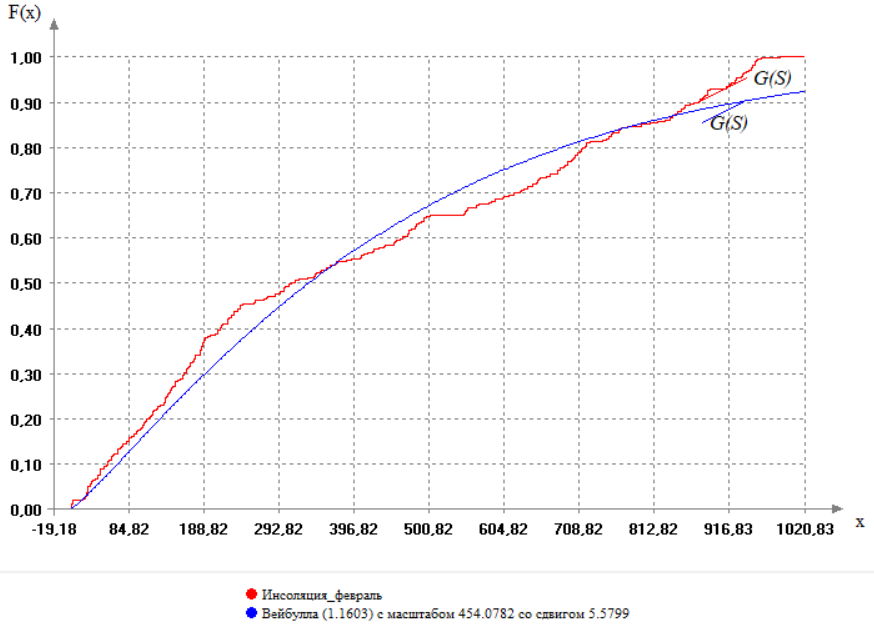 F(x)
1,00
0,90
0,80
0,70
0,60
0,50
0,40
0,30
0,20
0,10
0,00
G(S)
G(S)
-19,18 84,82 188,82 292,82 396,82 500,82 604,82 708,82 812,82 916,83 1020,83
x
Инсоляция_февраль
Вейбулла (1.1603) с масштабом 454.0782 со сдвигом 5.5799